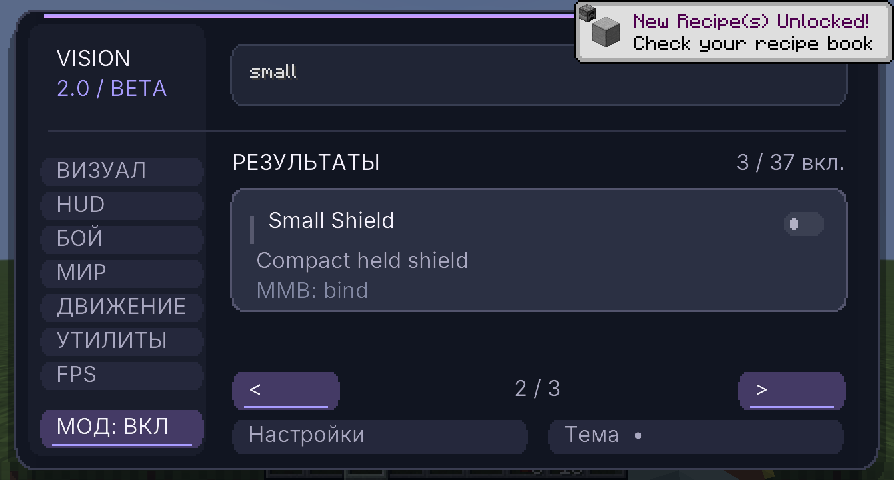 New Recipe(s) Unlocked!
Check your recipe book
VISION
2.0 / BETA
small
РЕЗУЛЬТАТЫ
3 / 37 вкл.
ВИЗУАЛ
HUD
БОЙ
МИР
ДВИЖЕНИЕ
УТИЛИТЫ
FPS
МОД: ВКЛ
Small Shield
Compact held shield
MMB: bind
<
2 / 3
>
Настройки
Тема •